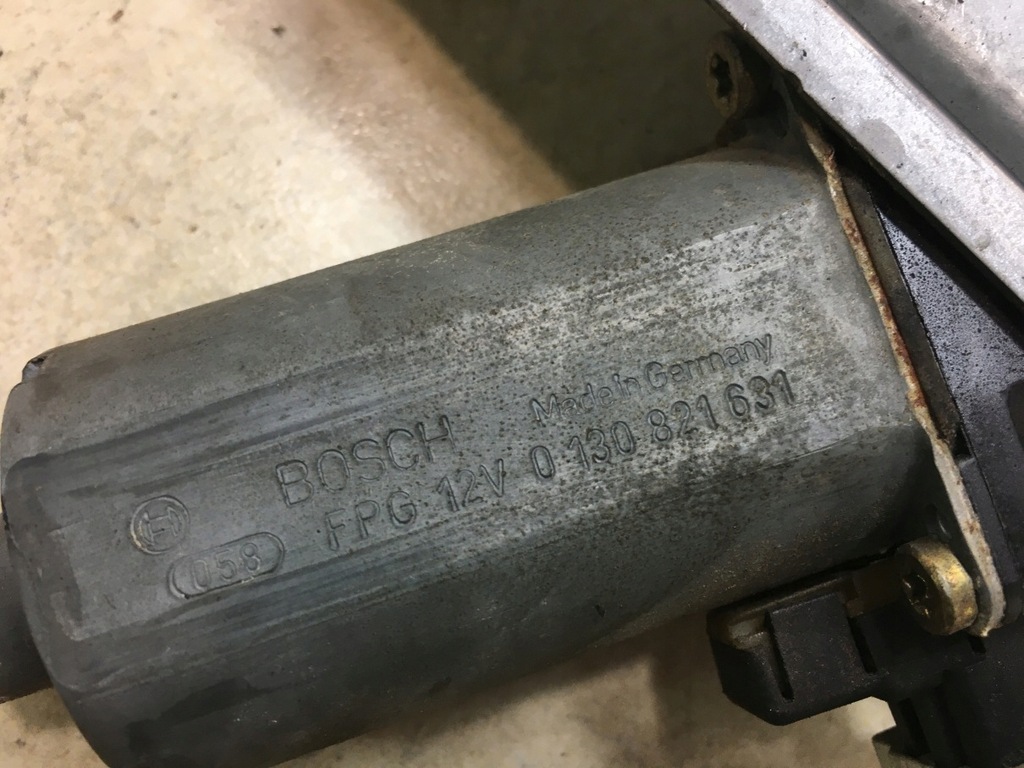 Made in Germany
BOSCH
FPG 12V 0 130 821 631
058